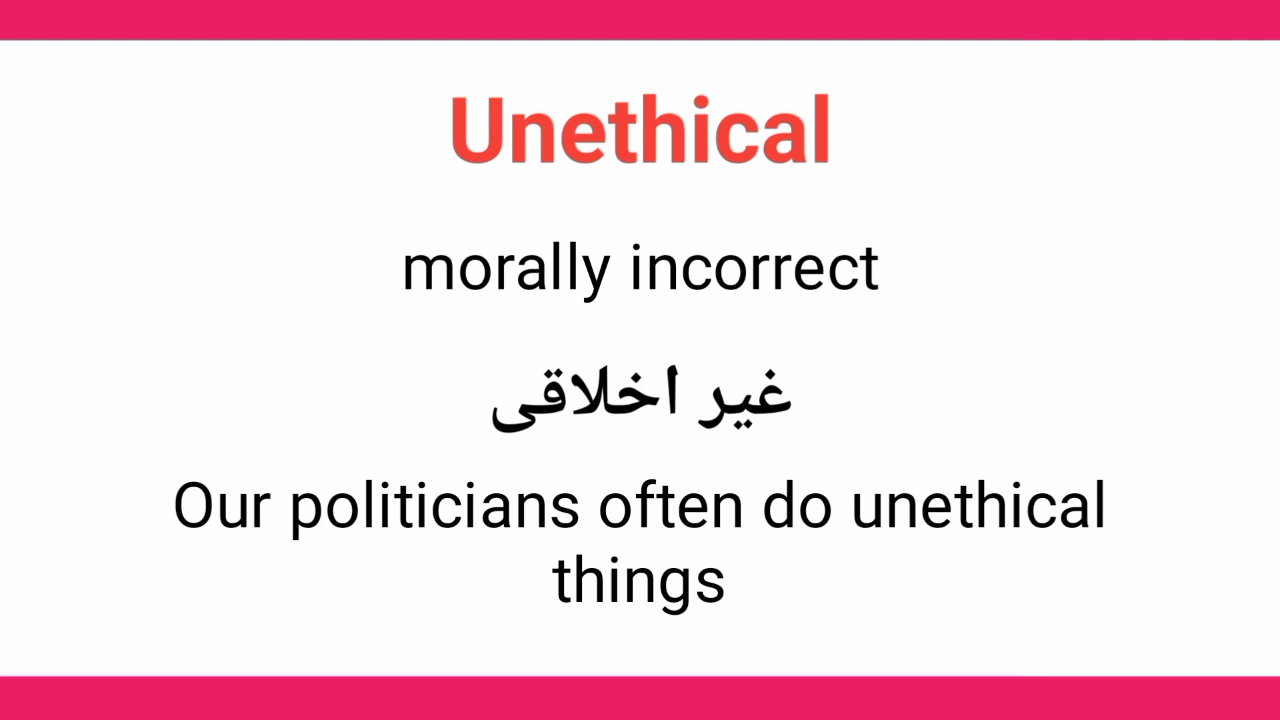 Unethical
morally incorrect
غیر اخلاقی
Our politicians often do unethical
things